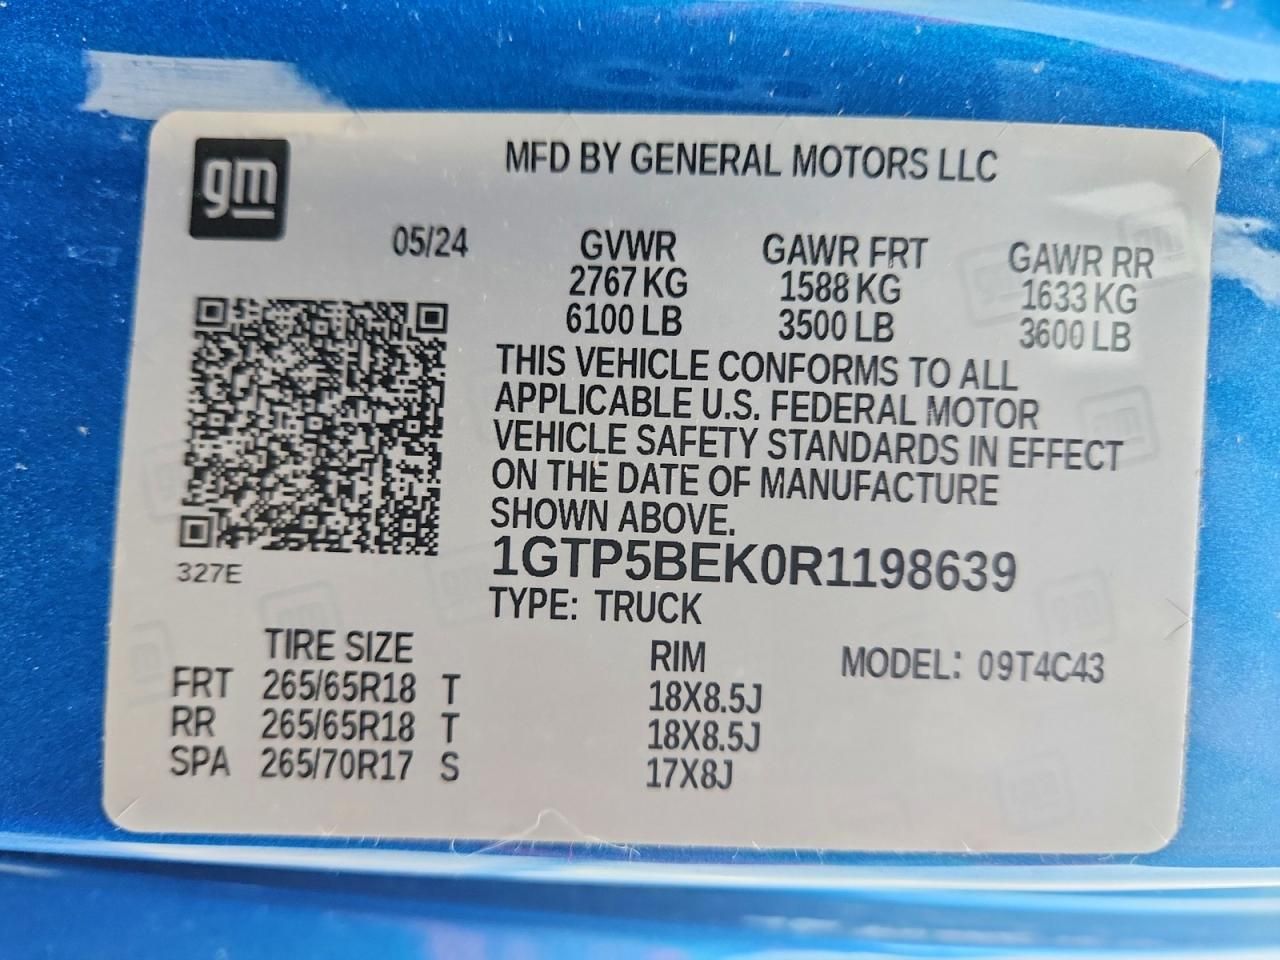 gm
MFD BY GENERAL MOTORS LLC
05/24 GVWR GAWR FRT GAWR RR
2767 KG 1588 KG 1633 KG
6100 LB 3500 LB 3600 LB
THIS VEHICLE CONFORMS TO ALL
APPLICABLE U.S. FEDERAL MOTOR
VEHICLE SAFETY STANDARDS IN EFFECT
ON THE DATE OF MANUFACTURE
SHOWN ABOVE.
327E
1GTP5BEK0R1198639
TYPE: TRUCK
TIRE SIZE RIM MODEL: 09T4C43
FRT 265/65R18 T 18X8.5J
RR 265/65R18 T 18X8.5J
SPA 265/70R17 S 17X8J